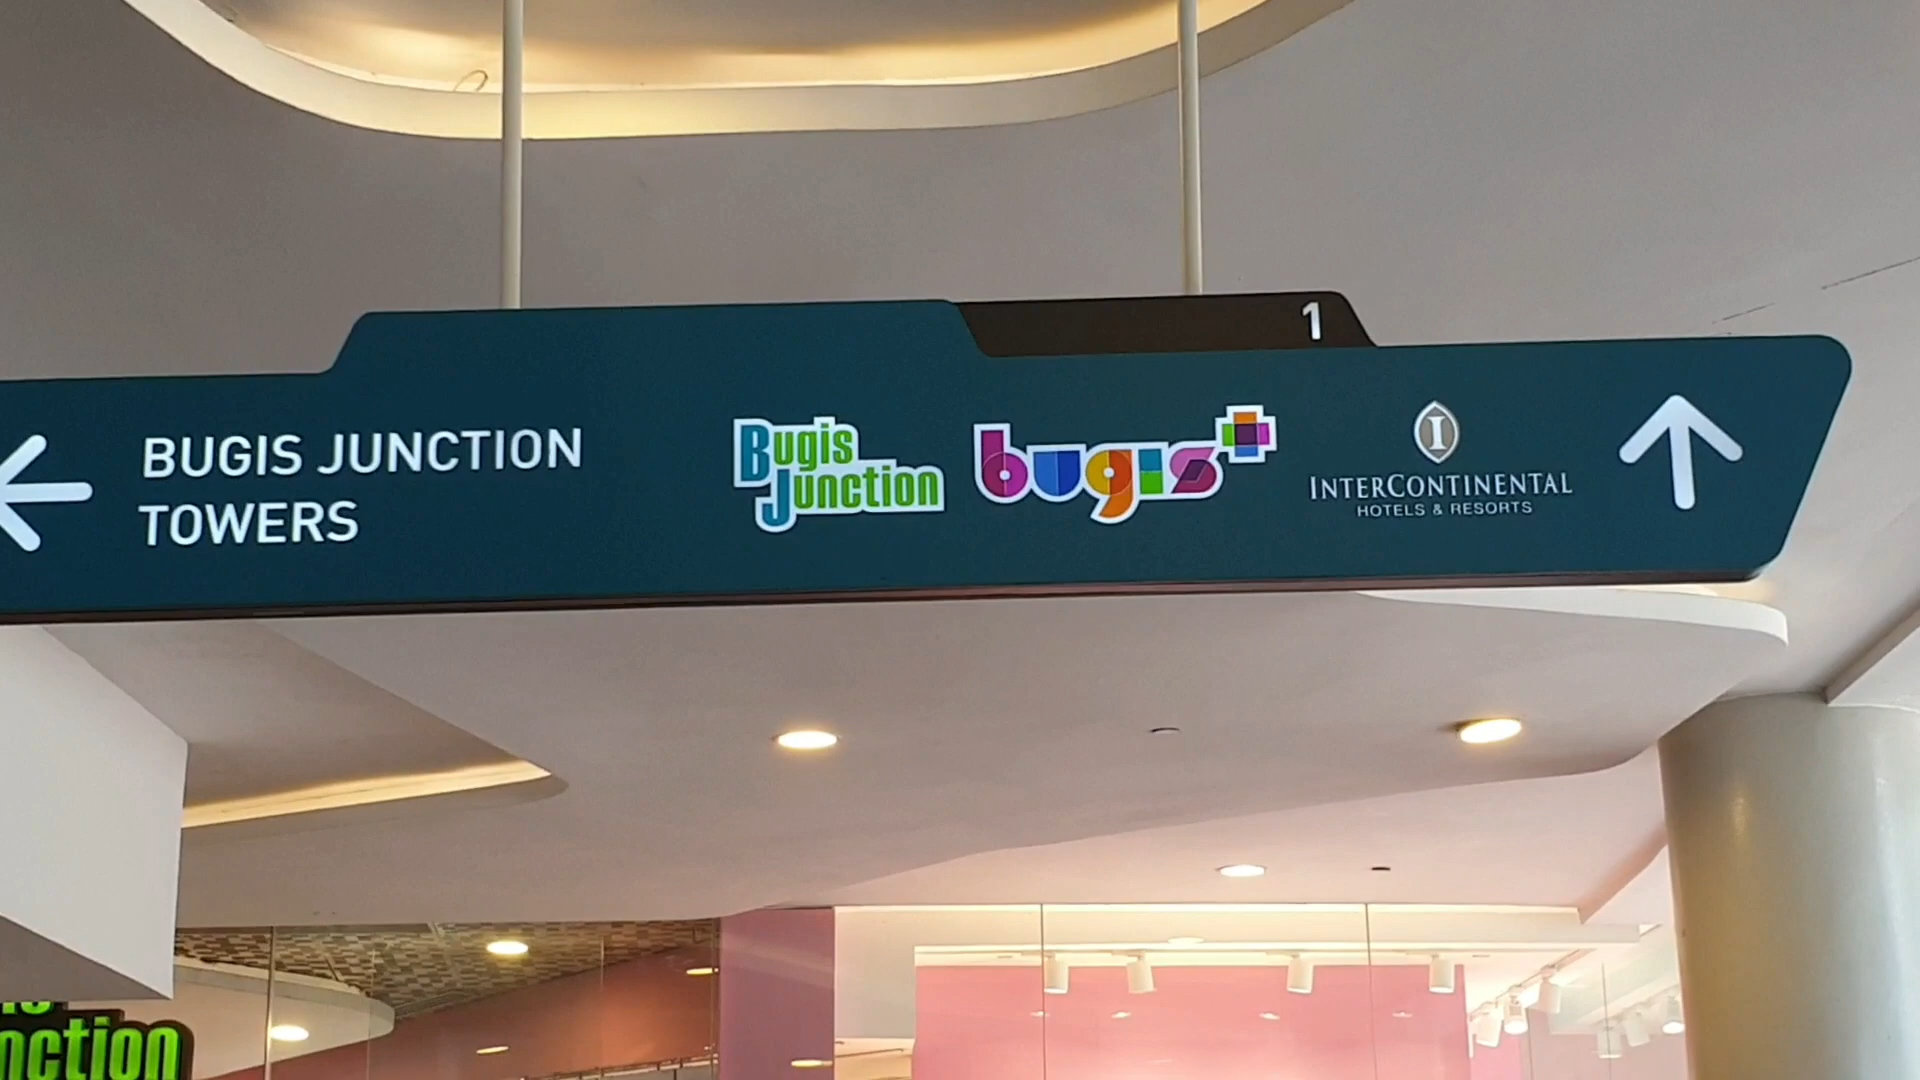 1
BUGIS JUNCTION
TOWERS
Bugis
Junction
bugis+
I
INTERCONTINENTAL
HOTELS & RESORTS
nction